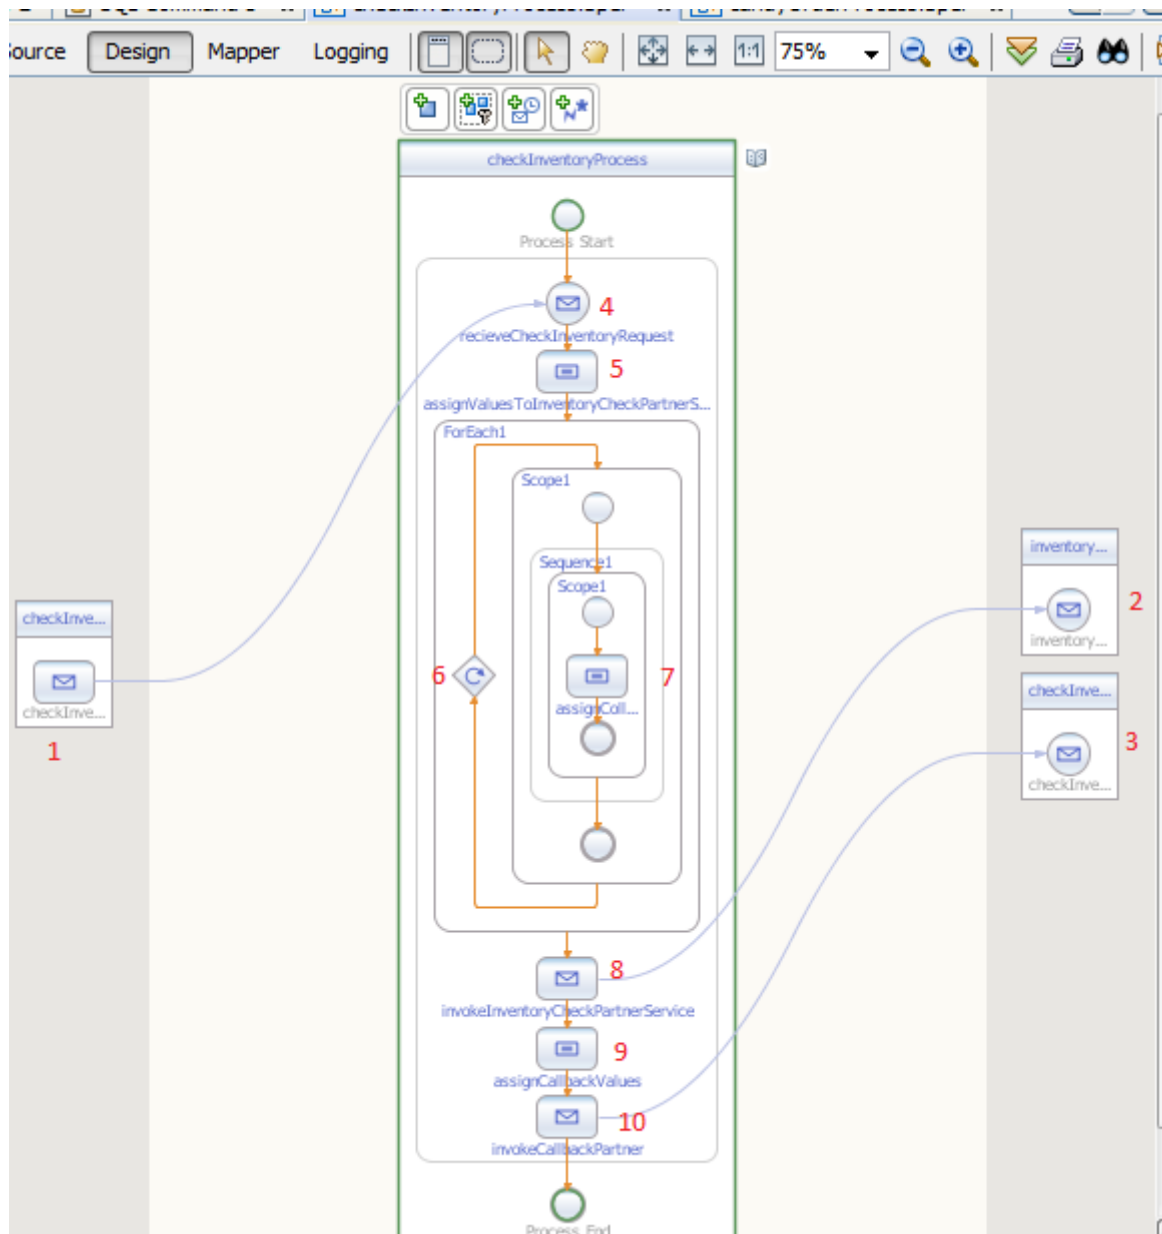 Source Design Mapper Logging 1:1 75%
checkInventoryProcess
Process Start
4
recieveCheckInventoryRequest
5
assignValuesToInventoryCheckPartnerS...
ForEach1
Scope1
Sequence1
Scope1
6
7
assignColl...
checkInve...
checkInve...
1
inventory...
2
inventory...
checkInve...
3
checkInve...
8
invokeInventoryCheckPartnerService
9
assignCallbackValues
10
invokeCallbackPartner
Process End